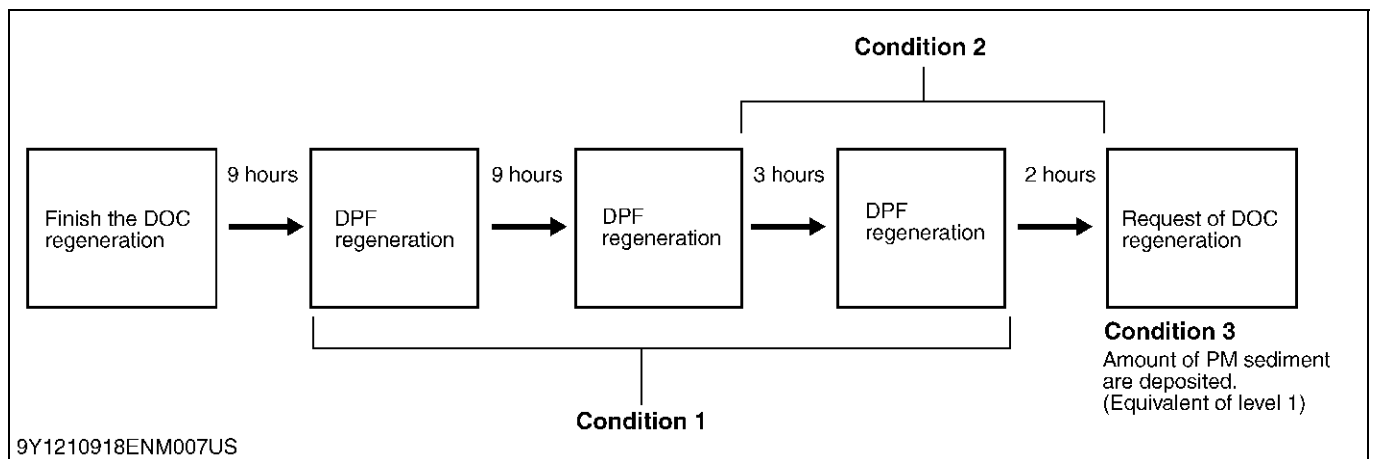 Condition 2
Finish the DOC
regeneration
9 hours
DPF
regeneration
9 hours
DPF
regeneration
3 hours
DPF
regeneration
2 hours
Request of DOC
regeneration
Condition 3
Amount of PM sediment
are deposited.
(Equivalent of level 1)
Condition 1
9Y1210918ENM007US